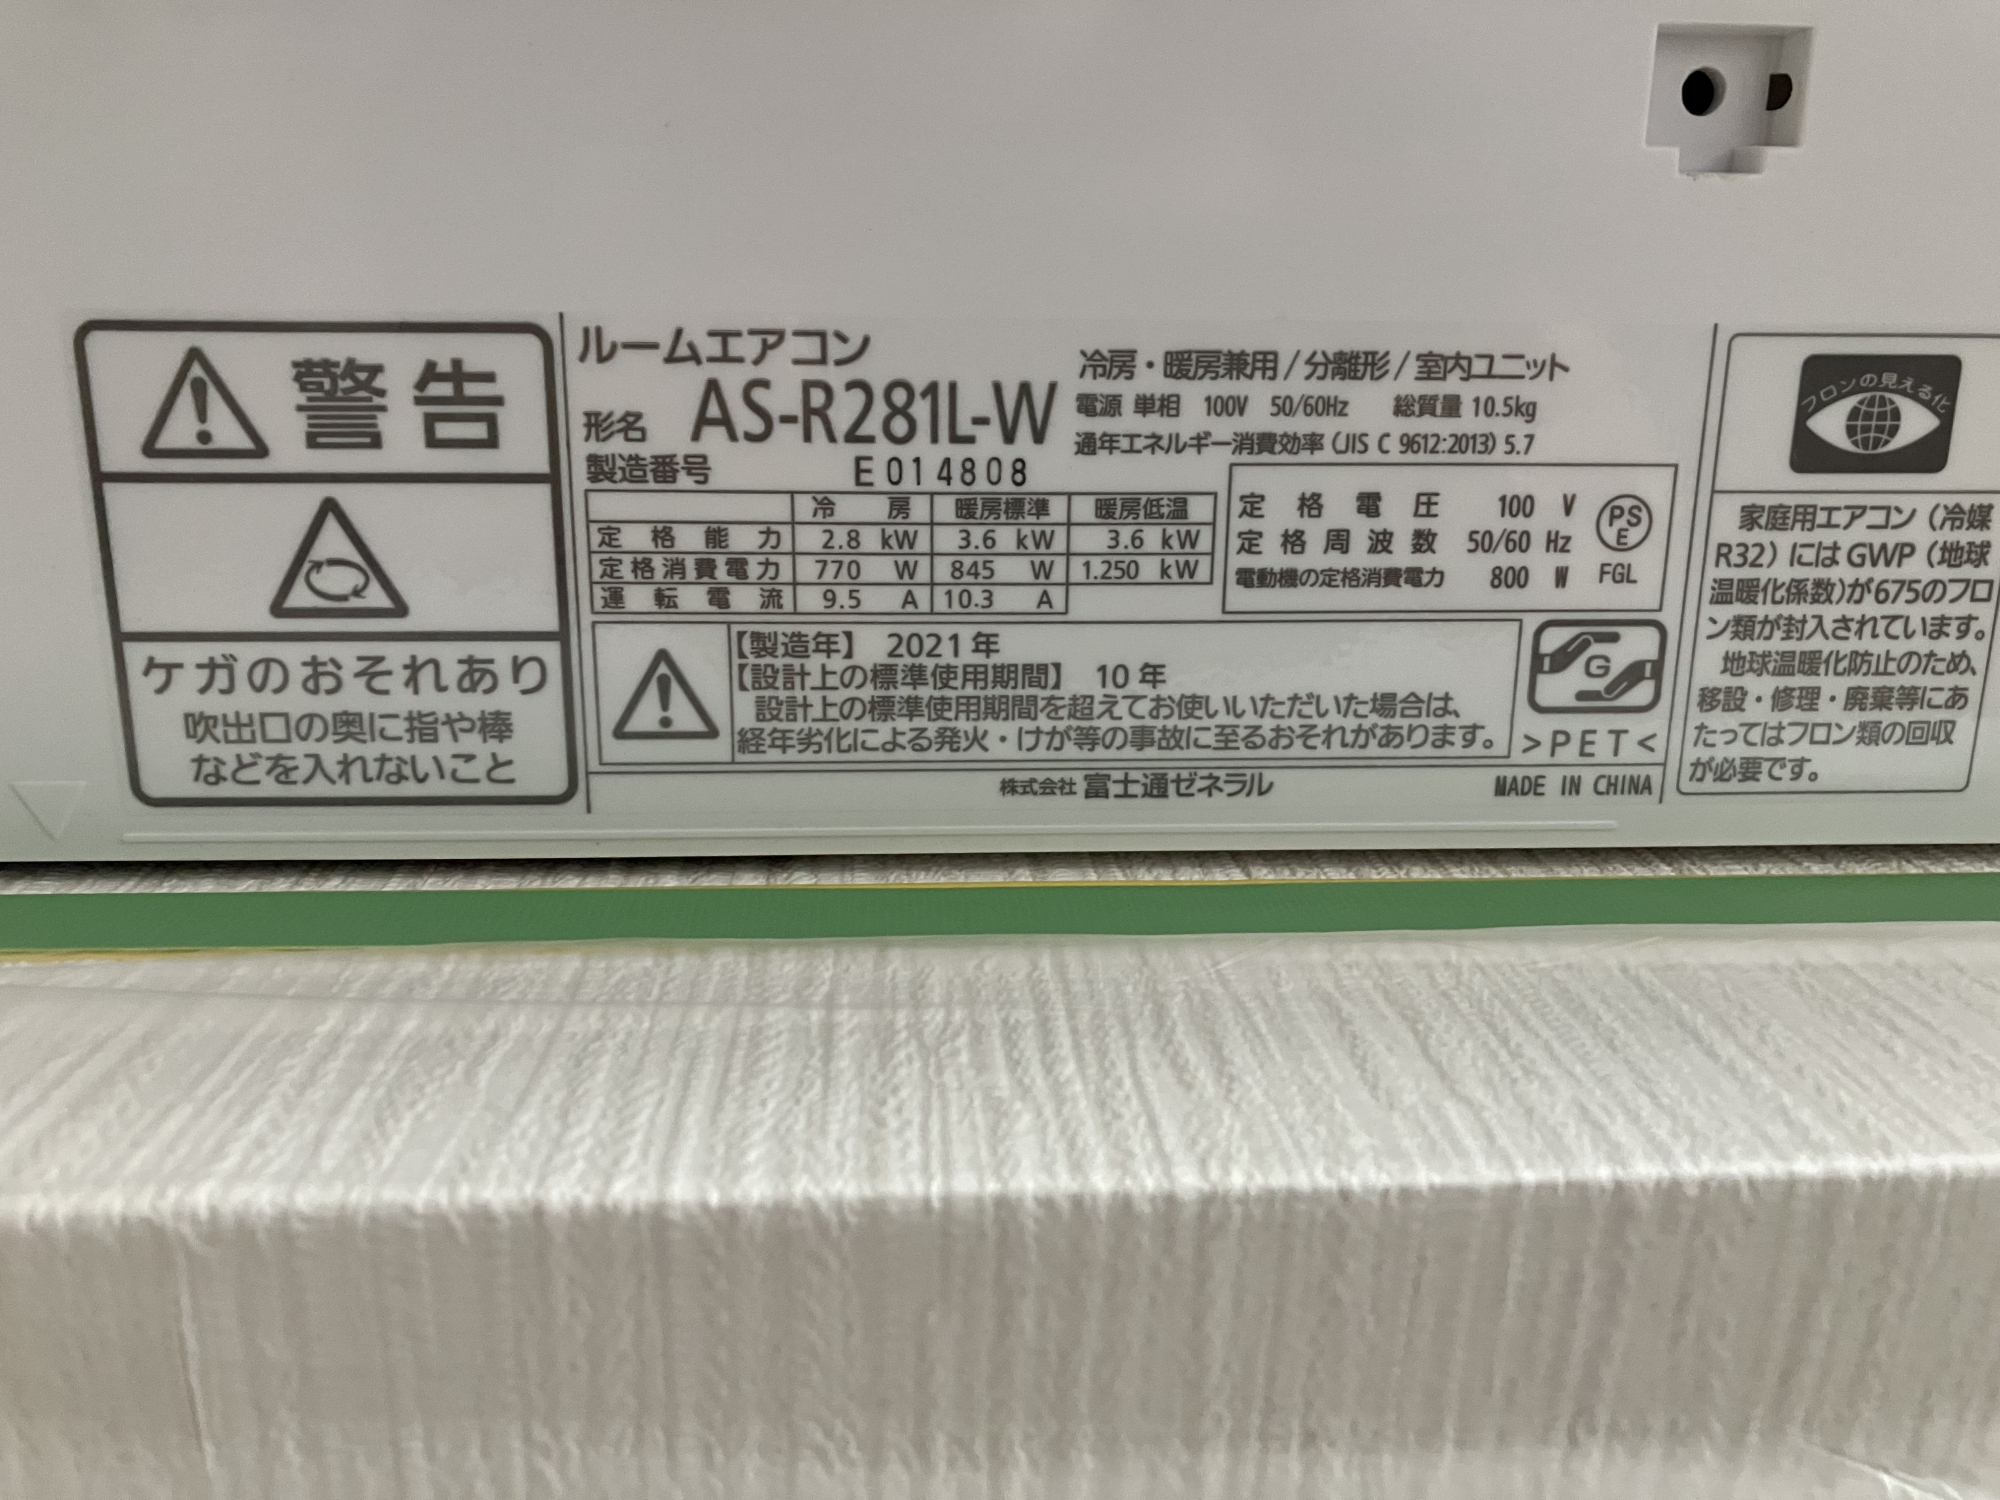 警告
ケガのおそれあり
吹出口の奥に指や棒
などを入れないこと
ルームエアコン
形名 AS-R281L-W
製造番号 E014808
冷房・暖房兼用/分離形/室内ユニット
電源 単相 100V 50/60Hz 総質量 10.5kg
通年エネルギー消費効率(JIS C 9612:2013) 5.7
冷房 暖房標準 暖房低温
定格能力 2.8 kW 3.6 kW 3.6 kW
定格消費電力 770 W 845 W 1.250 kW
運転電流 9.5 A 10.3 A
定格電圧 100 V
定格周波数 50/60 Hz
電動機の定格消費電力 800 W
PS
E
FGL
【製造年】 2021年
【設計上の標準使用期間】 10年
設計上の標準使用期間を超えてお使いいただいた場合は、
経年劣化による発火・けが等の事故に至るおそれがあります。
G
>PET<
株式会社 富士通ゼネラル
MADE IN CHINA
フロンの見える化
家庭用エアコン(冷媒
R32)にはGWP(地球
温暖化係数)が675のフロ
ン類が封入されています。
地球温暖化防止のため、
移設・修理・廃棄等にあ
たってはフロン類の回収
が必要です。